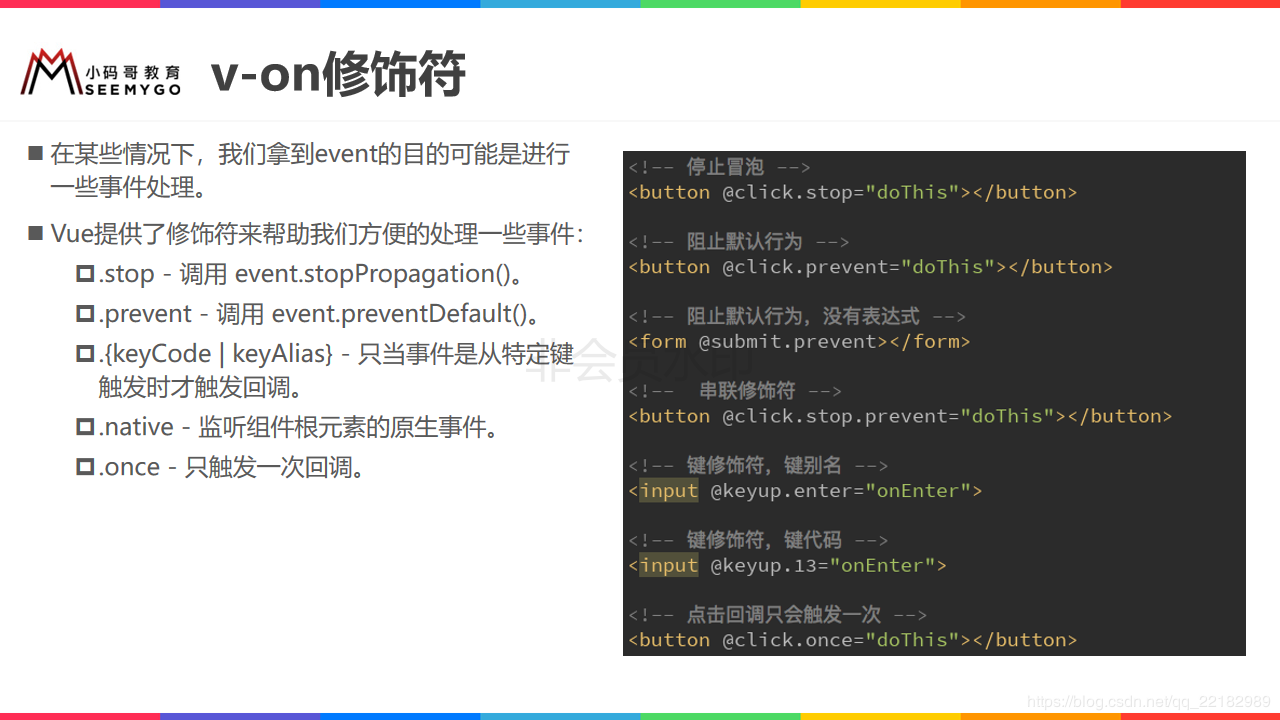 小码哥教育
SEEMYGO
v-on修饰符
在某些情况下，我们拿到event的目的可能是进行
一些事件处理。
Vue提供了修饰符来帮助我们方便的处理一些事件：
.stop - 调用 event.stopPropagation()。
.prevent - 调用 event.preventDefault()。
.{keyCode | keyAlias} - 只当事件是从特定键
触发时才触发回调。
.native - 监听组件根元素的原生事件。
.once - 只触发一次回调。
<!-- 停止冒泡 -->
<button @click.stop="doThis"></button>
<!-- 阻止默认行为 -->
<button @click.prevent="doThis"></button>
<!-- 阻止默认行为，没有表达式 -->
<form @submit.prevent></form>
<!--  串联修饰符 -->
<button @click.stop.prevent="doThis"></button>
<!-- 键修饰符，键别名 -->
<input @keyup.enter="onEnter">
<!-- 键修饰符，键代码 -->
<input @keyup.13="onEnter">
<!-- 点击回调只会触发一次 -->
<button @click.once="doThis"></button>
非会员水印
https://blog.csdn.net/qq_22182989